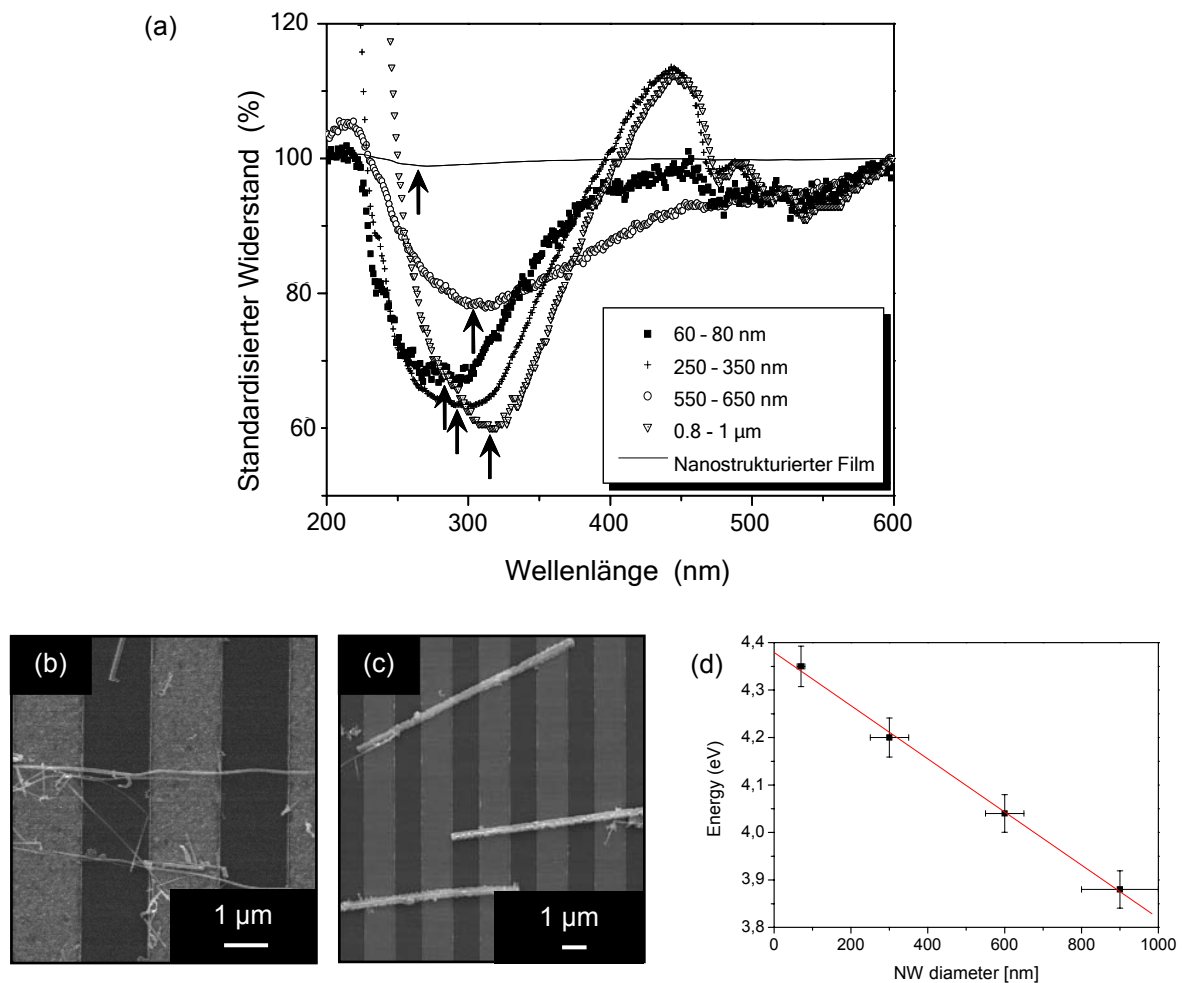 (a)
Standardisierter Widerstand (%)
120
100
80
60
60 - 80 nm
250 - 350 nm
550 - 650 nm
0.8 - 1 µm
Nanostrukturierter Film
200
300
400
500
600
Wellenlänge (nm)
(b)
1 µm
(c)
1 µm
(d)
Energy (eV)
4,4
4,3
4,2
4,1
4,0
3,9
3,8
0
200
400
600
800
1000
NW diameter [nm]